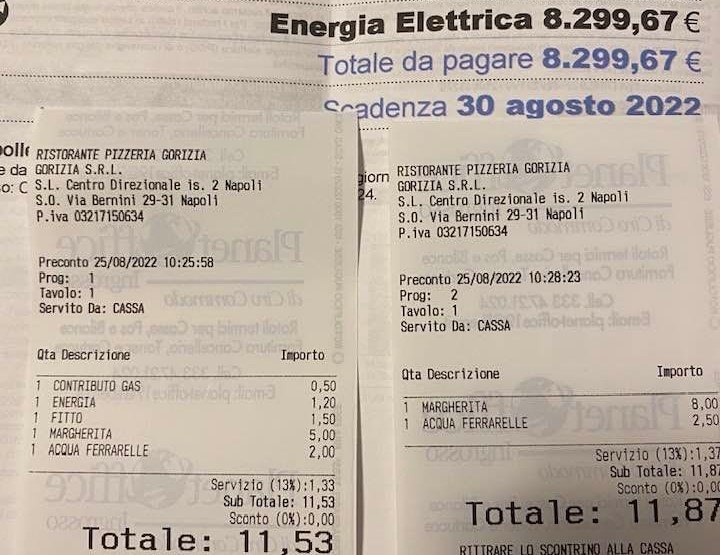 Energia Elettrica 8.299,67 €
Totale da pagare 8.299,67 €
Scadenza 30 agosto 2022
RISTORANTE PIZZERIA GORIZIA
GORIZIA S.R.L.
S.L. Centro Direzionale is. 2 Napoli
S.O. Via Bernini 29-31 Napoli
P.iva 03217150634
Preconto 25/08/2022 10:25:58
Prog: 1
Tavolo: 1
Servito Da: CASSA
Qta Descrizione Importo
1 CONTRIBUTO GAS 0,50
1 ENERGIA 1,20
1 FITTO 1,50
1 MARGHERITA 5,00
1 ACQUA FERRARELLE 2,00
Servizio (13%):1,33
Sub Totale: 11,53
Sconto (0%):0,00
Totale: 11,53
giorn
24.
RISTORANTE PIZZERIA GORIZIA
GORIZIA S.R.L.
S.L. Centro Direzionale is. 2 Napoli
S.O. Via Bernini 29-31 Napoli
P.iva 03217150634
Preconto 25/08/2022 10:28:23
Prog: 2
Tavolo: 1
Servito Da: CASSA
Qta Descrizione Importo
1 MARGHERITA 8,00
1 ACQUA FERRARELLE 2,50
Servizio (13%):1,37
Sub Totale: 11,87
Sconto (0%):0,00
Totale: 11,87
RITIRARE LO SCONTRINO ALLA CASSA